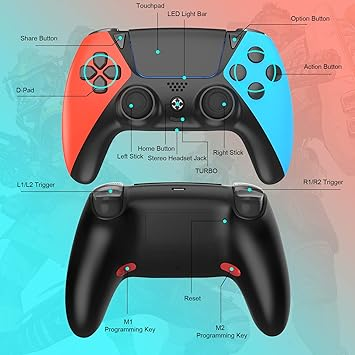 Touchpad
LED Light Bar
Share Button
Option Button
D-Pad
Action Button
Home Button
Left Stick
Right Stick
Stereo Headset Jack
TURBO
L1/L2 Trigger
R1/R2 Trigger
Reset
M1
Programming Key
M2
Programming Key